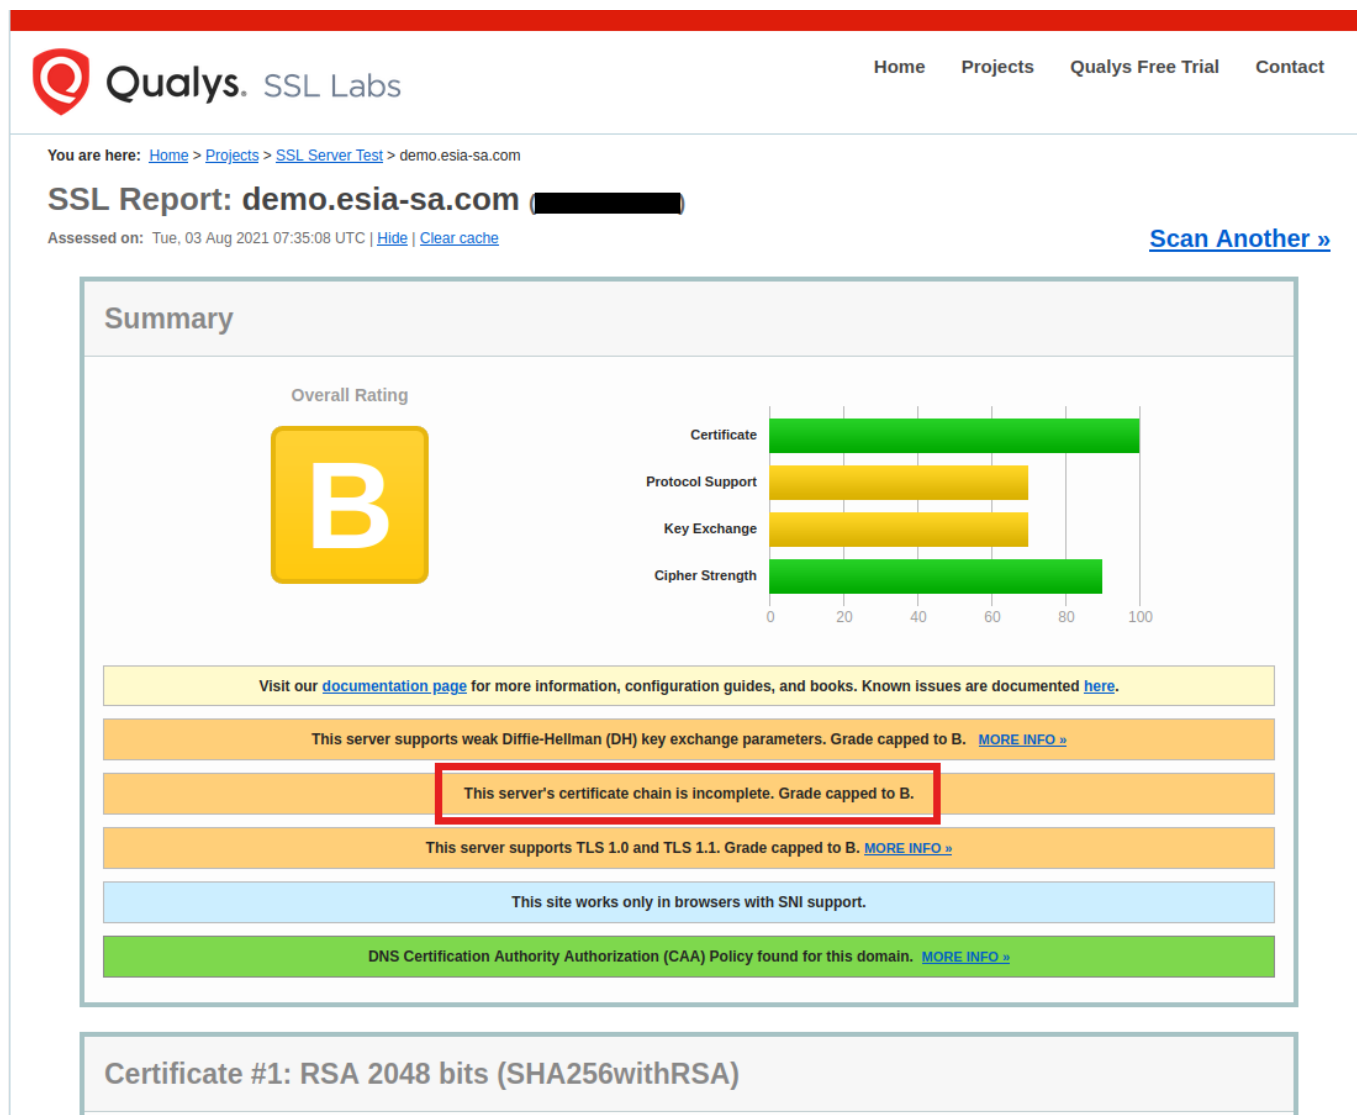 Qualys. SSL Labs
Home Projects Qualys Free Trial Contact
You are here: Home > Projects > SSL Server Test > demo.esia-sa.com
SSL Report: demo.esia-sa.com ( )
Assessed on: Tue, 03 Aug 2021 07:35:08 UTC | Hide | Clear cache
Scan Another »
Summary
Overall Rating
B
Certificate
Protocol Support
Key Exchange
Cipher Strength
0 20 40 60 80 100
Visit our documentation page for more information, configuration guides, and books. Known issues are documented here.
This server supports weak Diffie-Hellman (DH) key exchange parameters. Grade capped to B. MORE INFO »
This server's certificate chain is incomplete. Grade capped to B.
This server supports TLS 1.0 and TLS 1.1. Grade capped to B. MORE INFO »
This site works only in browsers with SNI support.
DNS Certification Authority Authorization (CAA) Policy found for this domain. MORE INFO »
Certificate #1: RSA 2048 bits (SHA256withRSA)